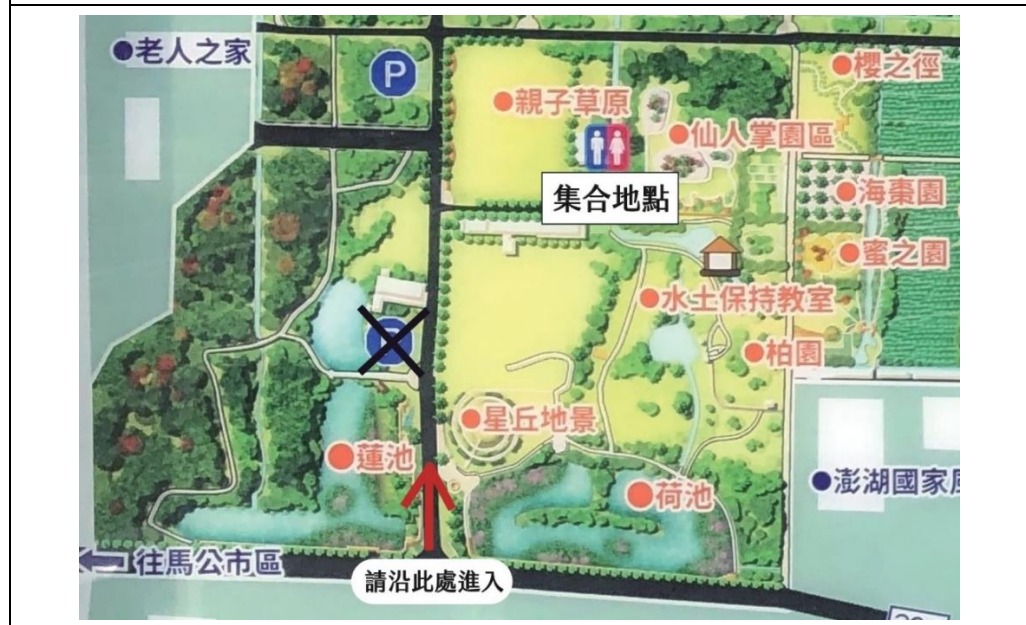 老人之家
P
親子草原
櫻之徑
仙人掌園區
集合地點
海棗園
蜜之園
水土保持教室
柏園
星丘地景
蓮池
荷池
澎湖國家
往馬公市區
請沿此處進入